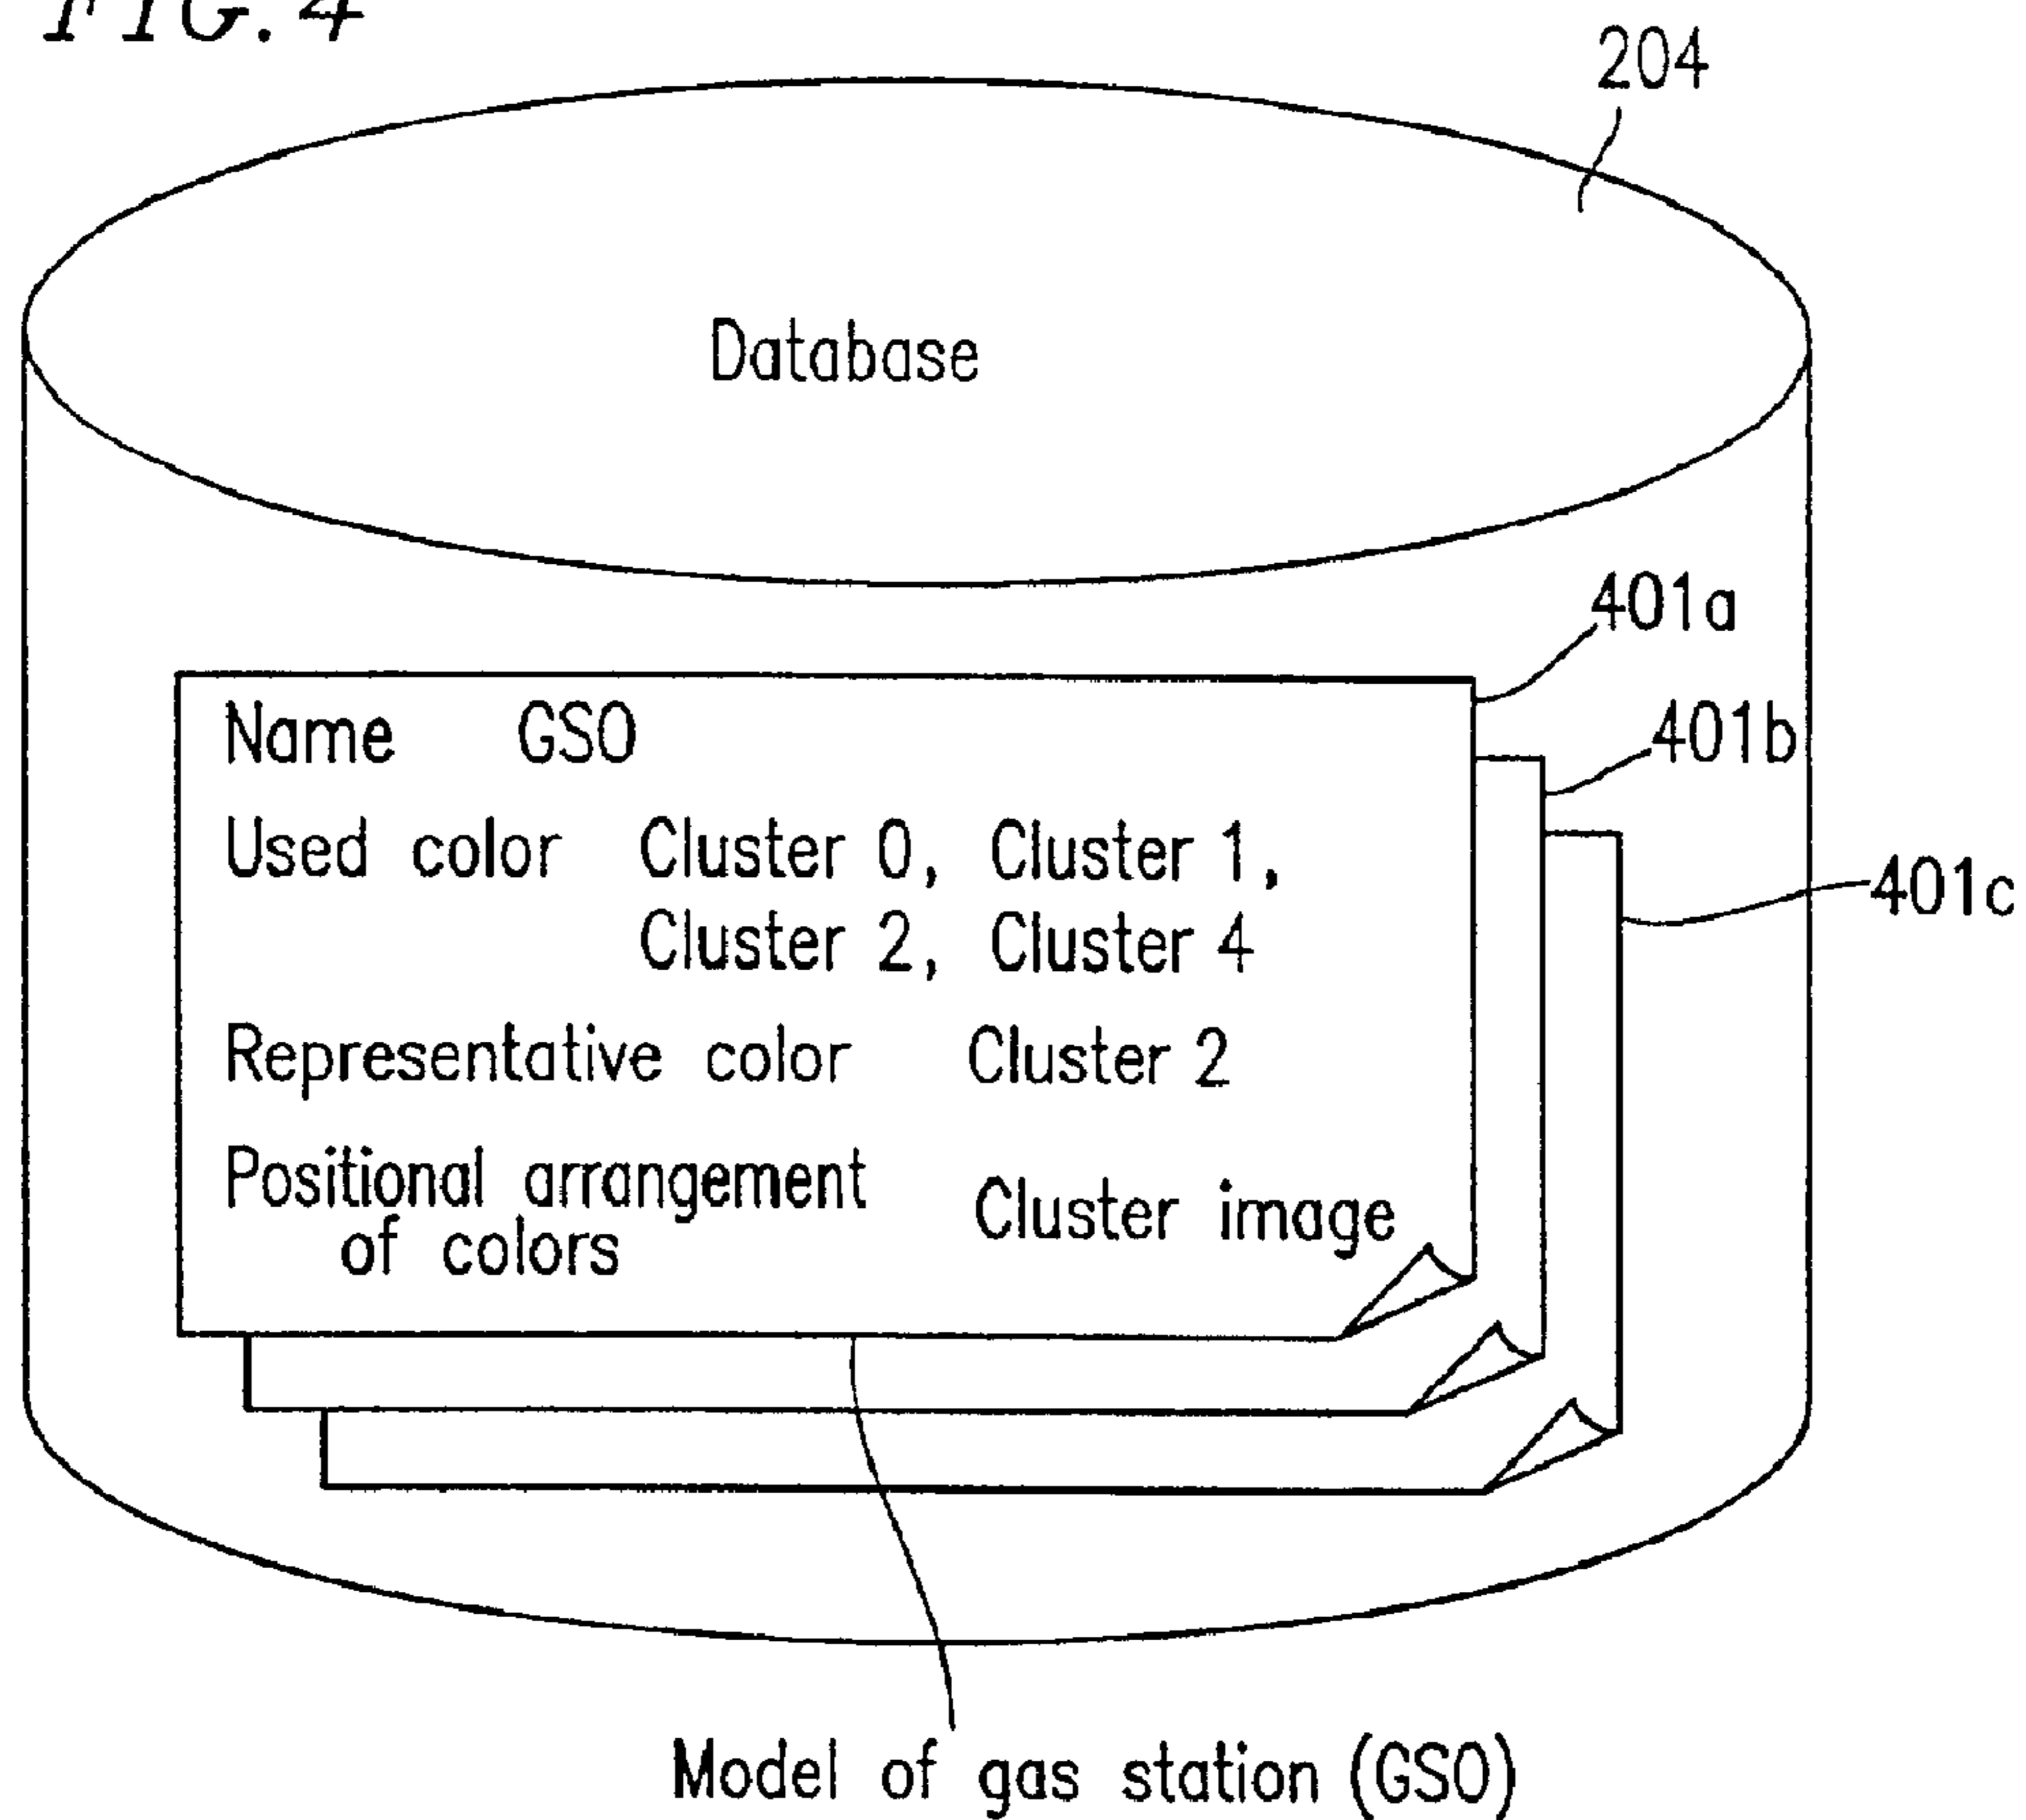 FIG. 4
204
Database
401a
401b
401c
Name GSO
Used color Cluster 0, Cluster 1,
Cluster 2, Cluster 4
Representative color Cluster 2
Positional arrangement
of colors Cluster image
Model of gas station (GSO)